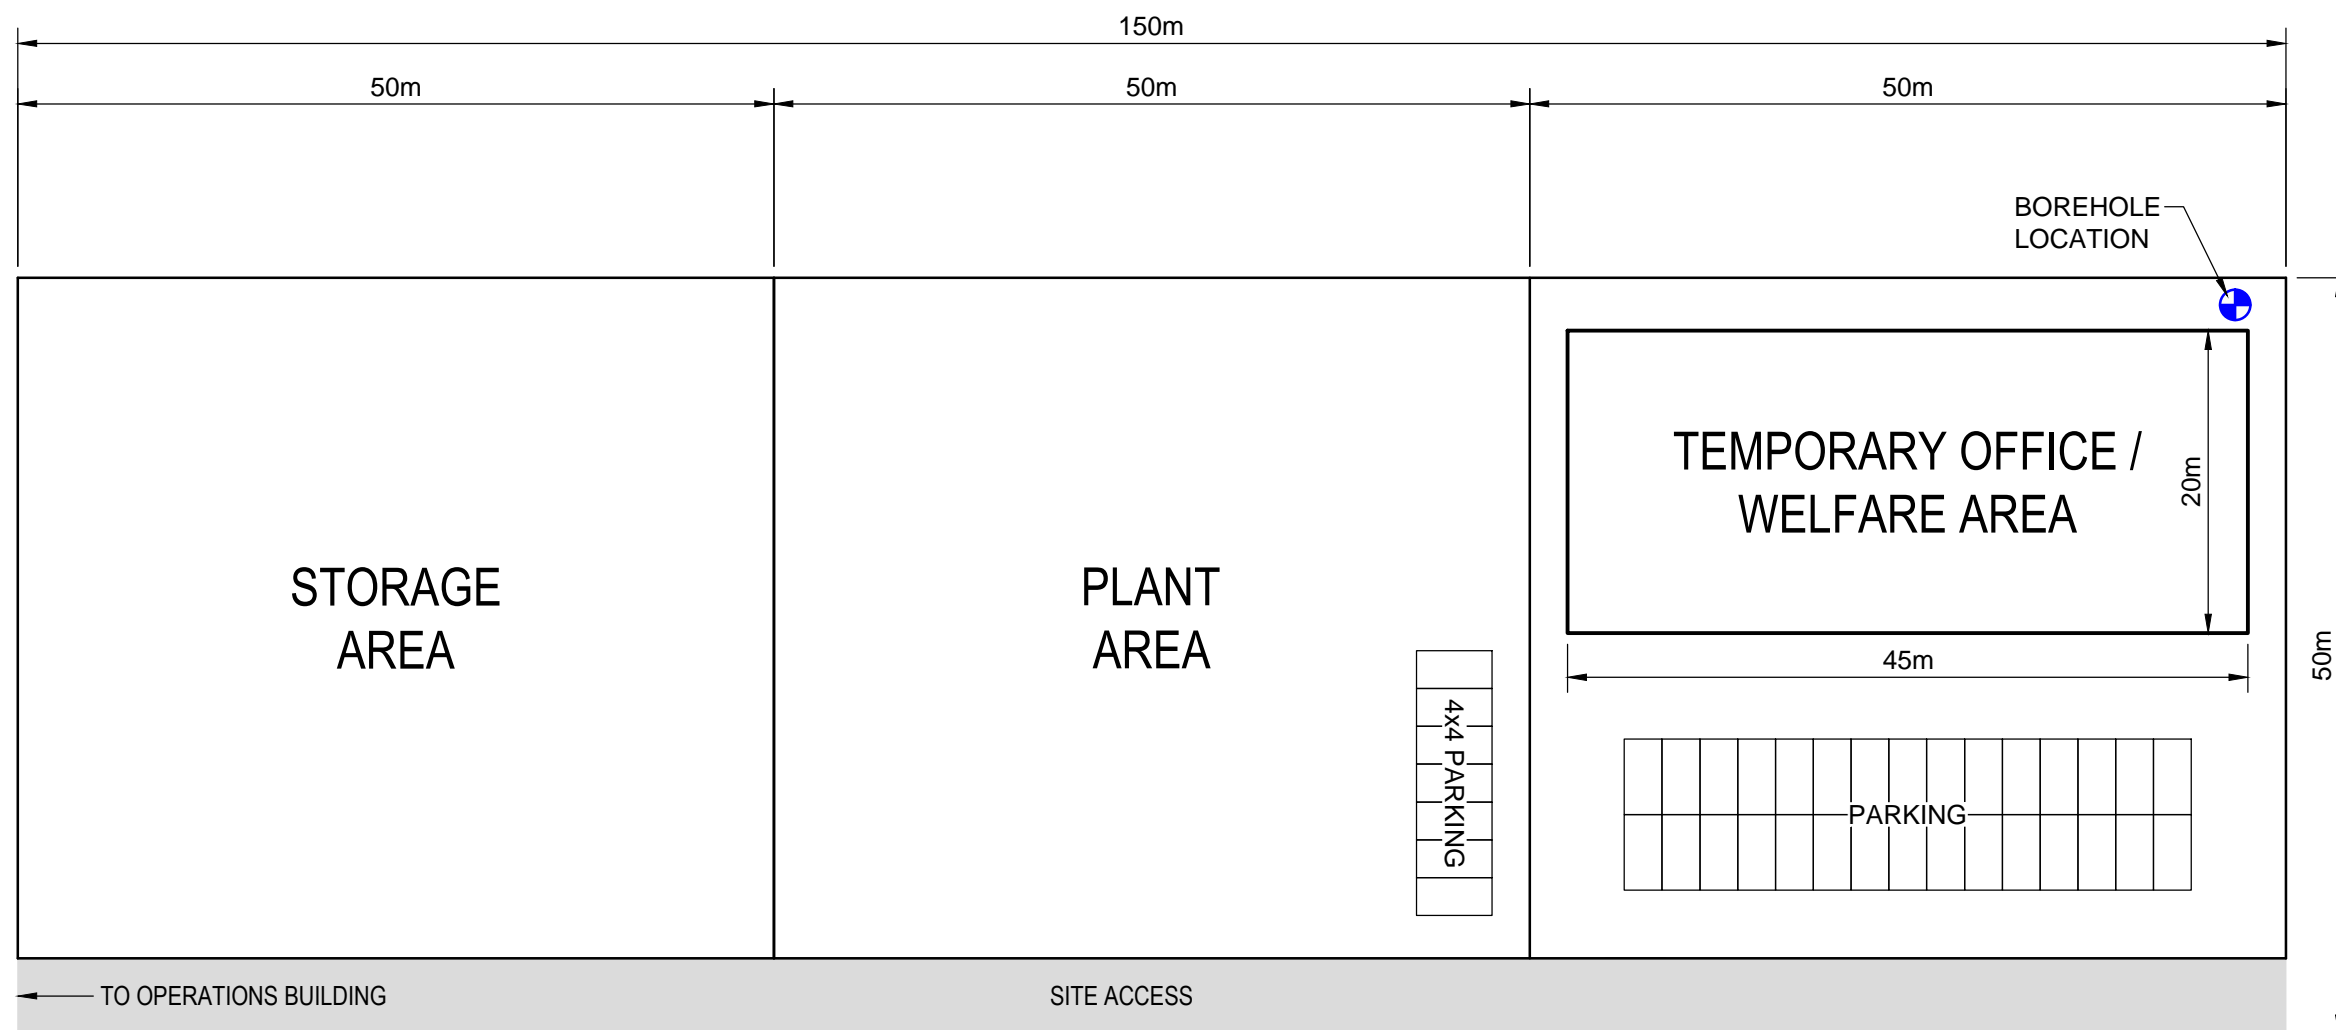 150m
50m
50m
50m
BOREHOLE
LOCATION
TEMPORARY OFFICE /
WELFARE AREA
20m
STORAGE
AREA
PLANT
AREA
45m
50m
4x4 PARKING
PARKING
TO OPERATIONS BUILDING
SITE ACCESS